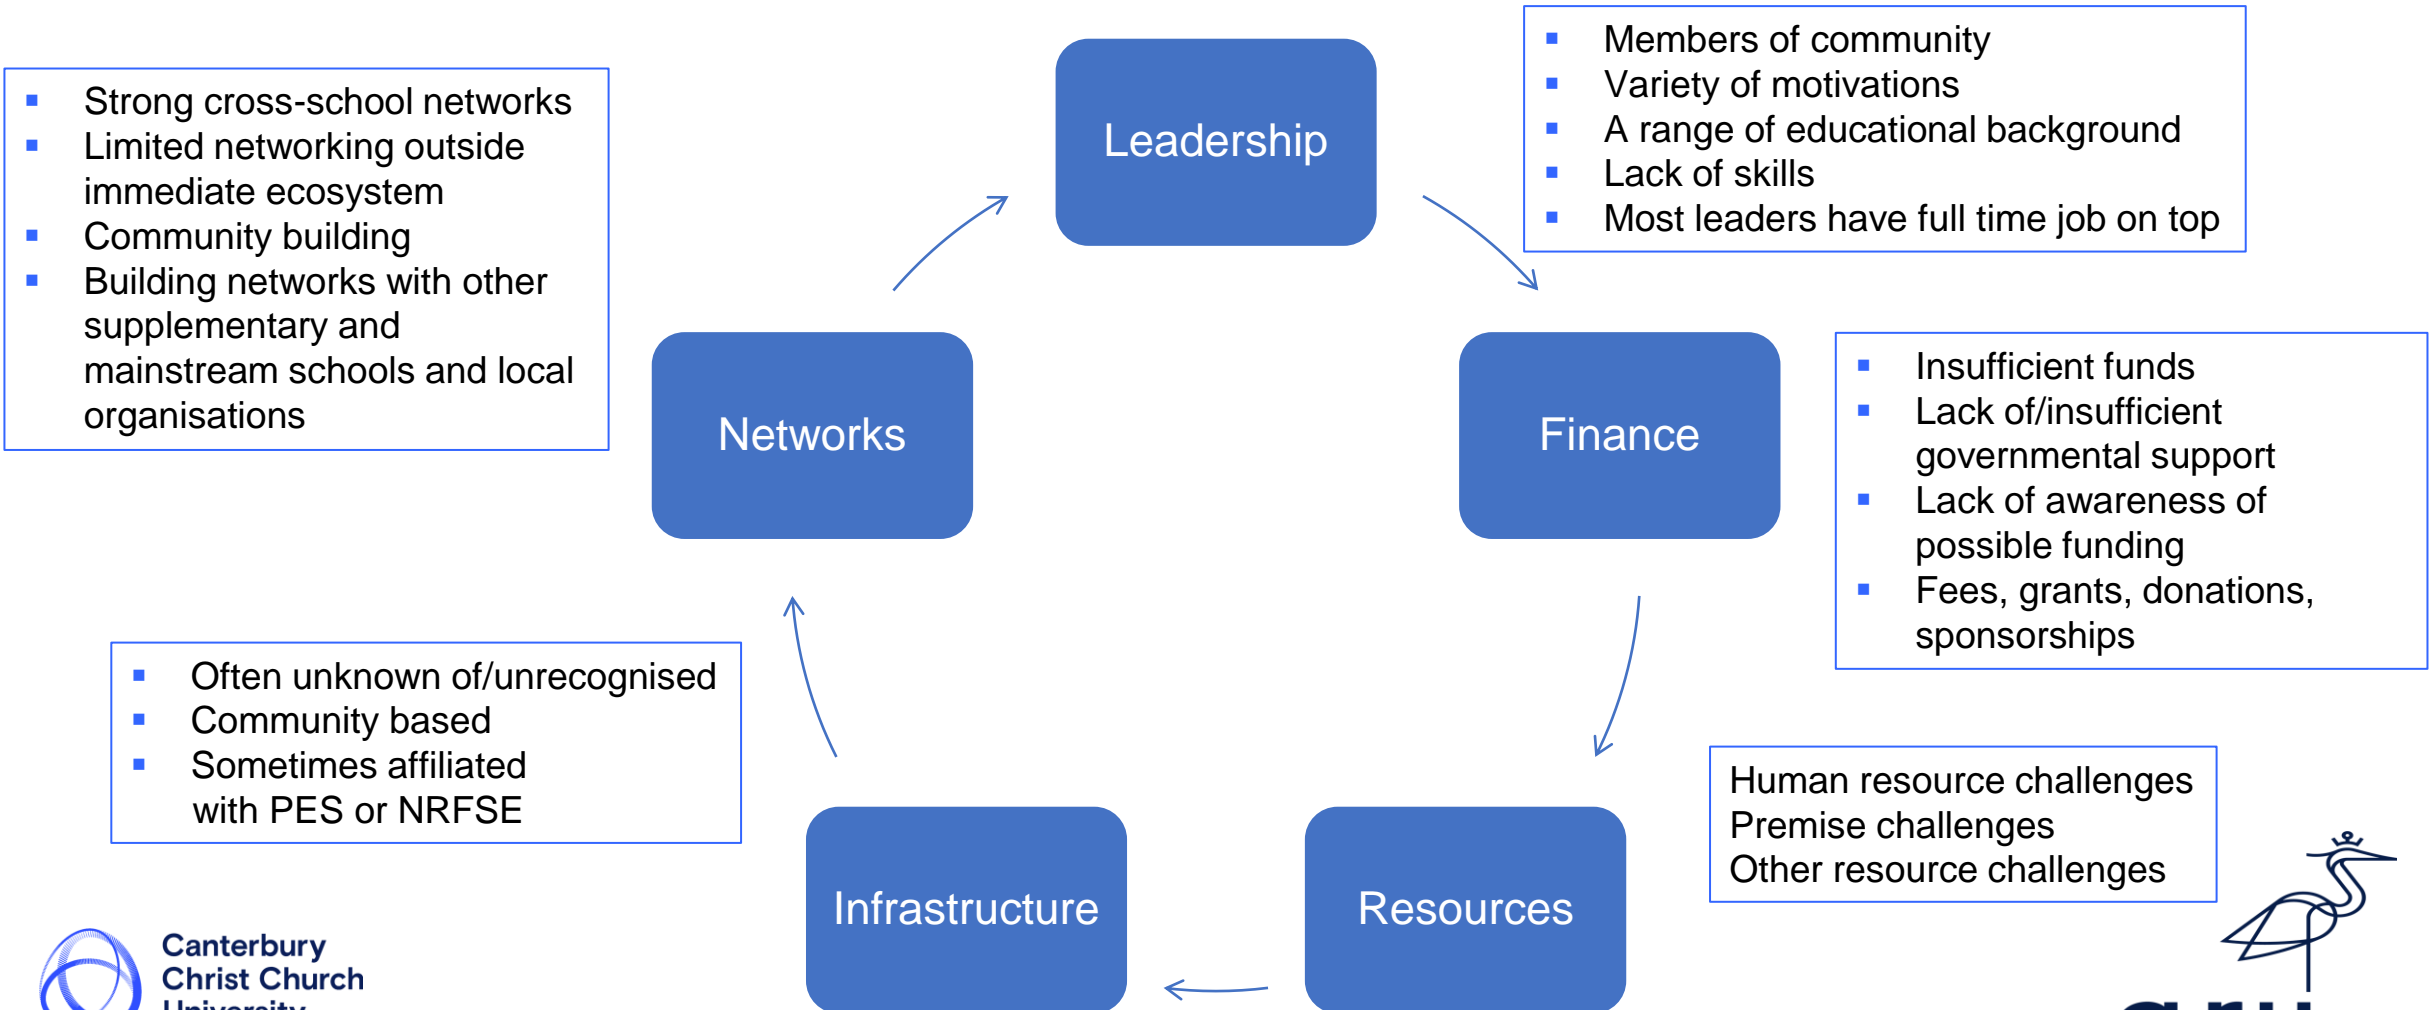 Leadership
Members of community
Variety of motivations
A range of educational background
Lack of skills
Most leaders have full time job on top
Strong cross-school networks
Limited networking outside
immediate ecosystem
Community building
Building networks with other
supplementary and
mainstream schools and local
organisations
Networks
Finance
Insufficient funds
Lack of/insufficient
governmental support
Lack of awareness of
possible funding
Fees, grants, donations,
sponsorships
Often unknown of/unrecognised
Community based
Sometimes affiliated
with PES or NRFSE
Human resource challenges
Premise challenges
Other resource challenges
Infrastructure
Resources
Canterbury
Christ Church
University